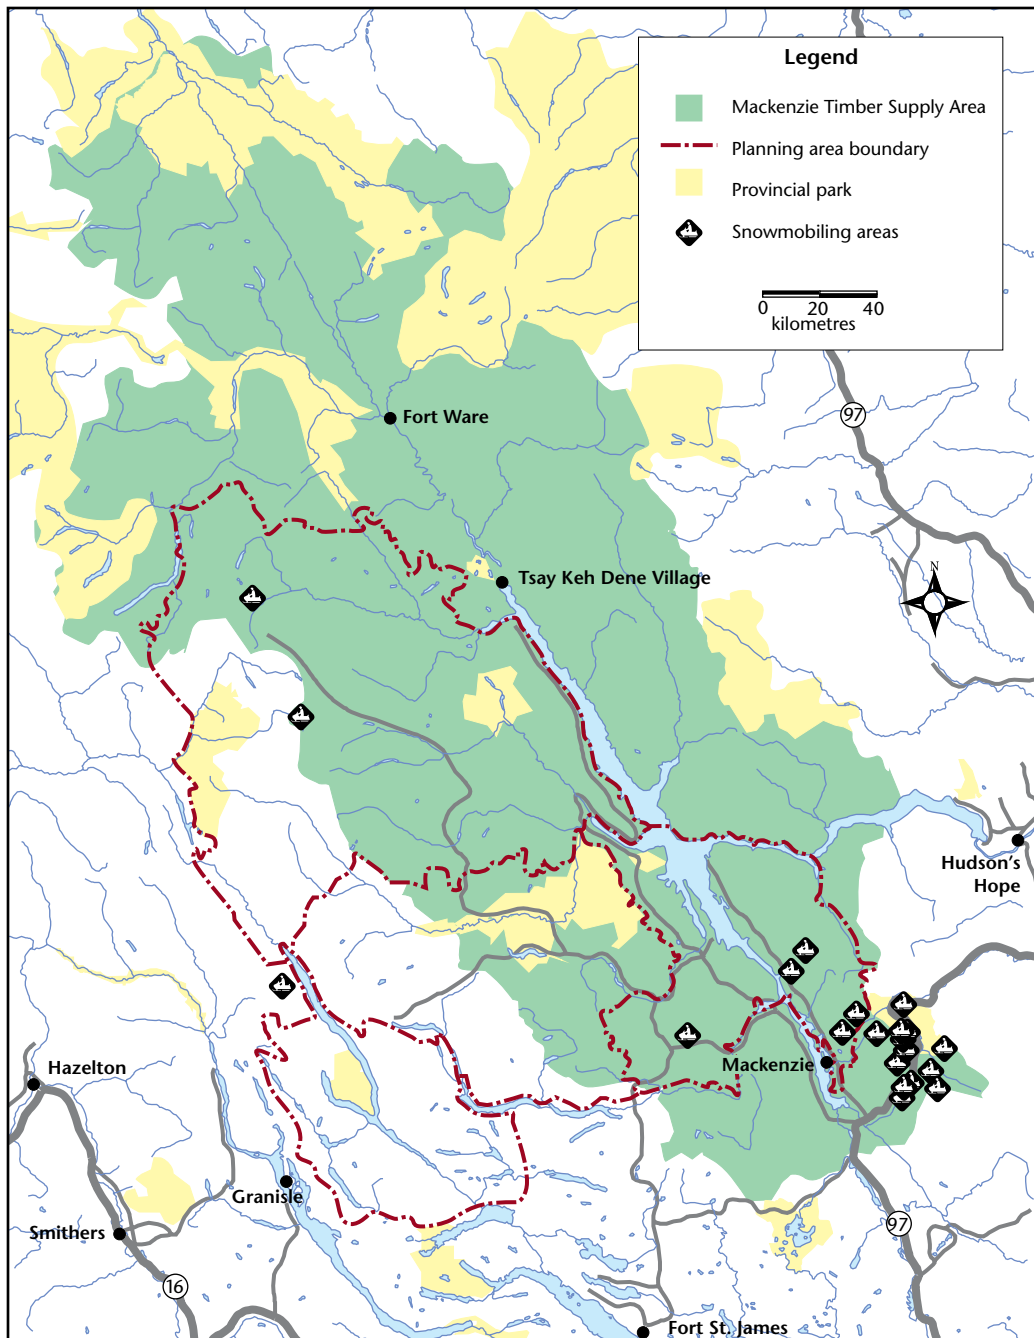 Legend
Mackenzie Timber Supply Area
Planning area boundary
Provincial park
Snowmobiling areas
0 20 40
kilometres
97
Fort Ware
N
Tsay Keh Dene Village
Hudson's
Hope
Hazelton
Mackenzie
Granisle
Smithers
97
16
Fort St. James